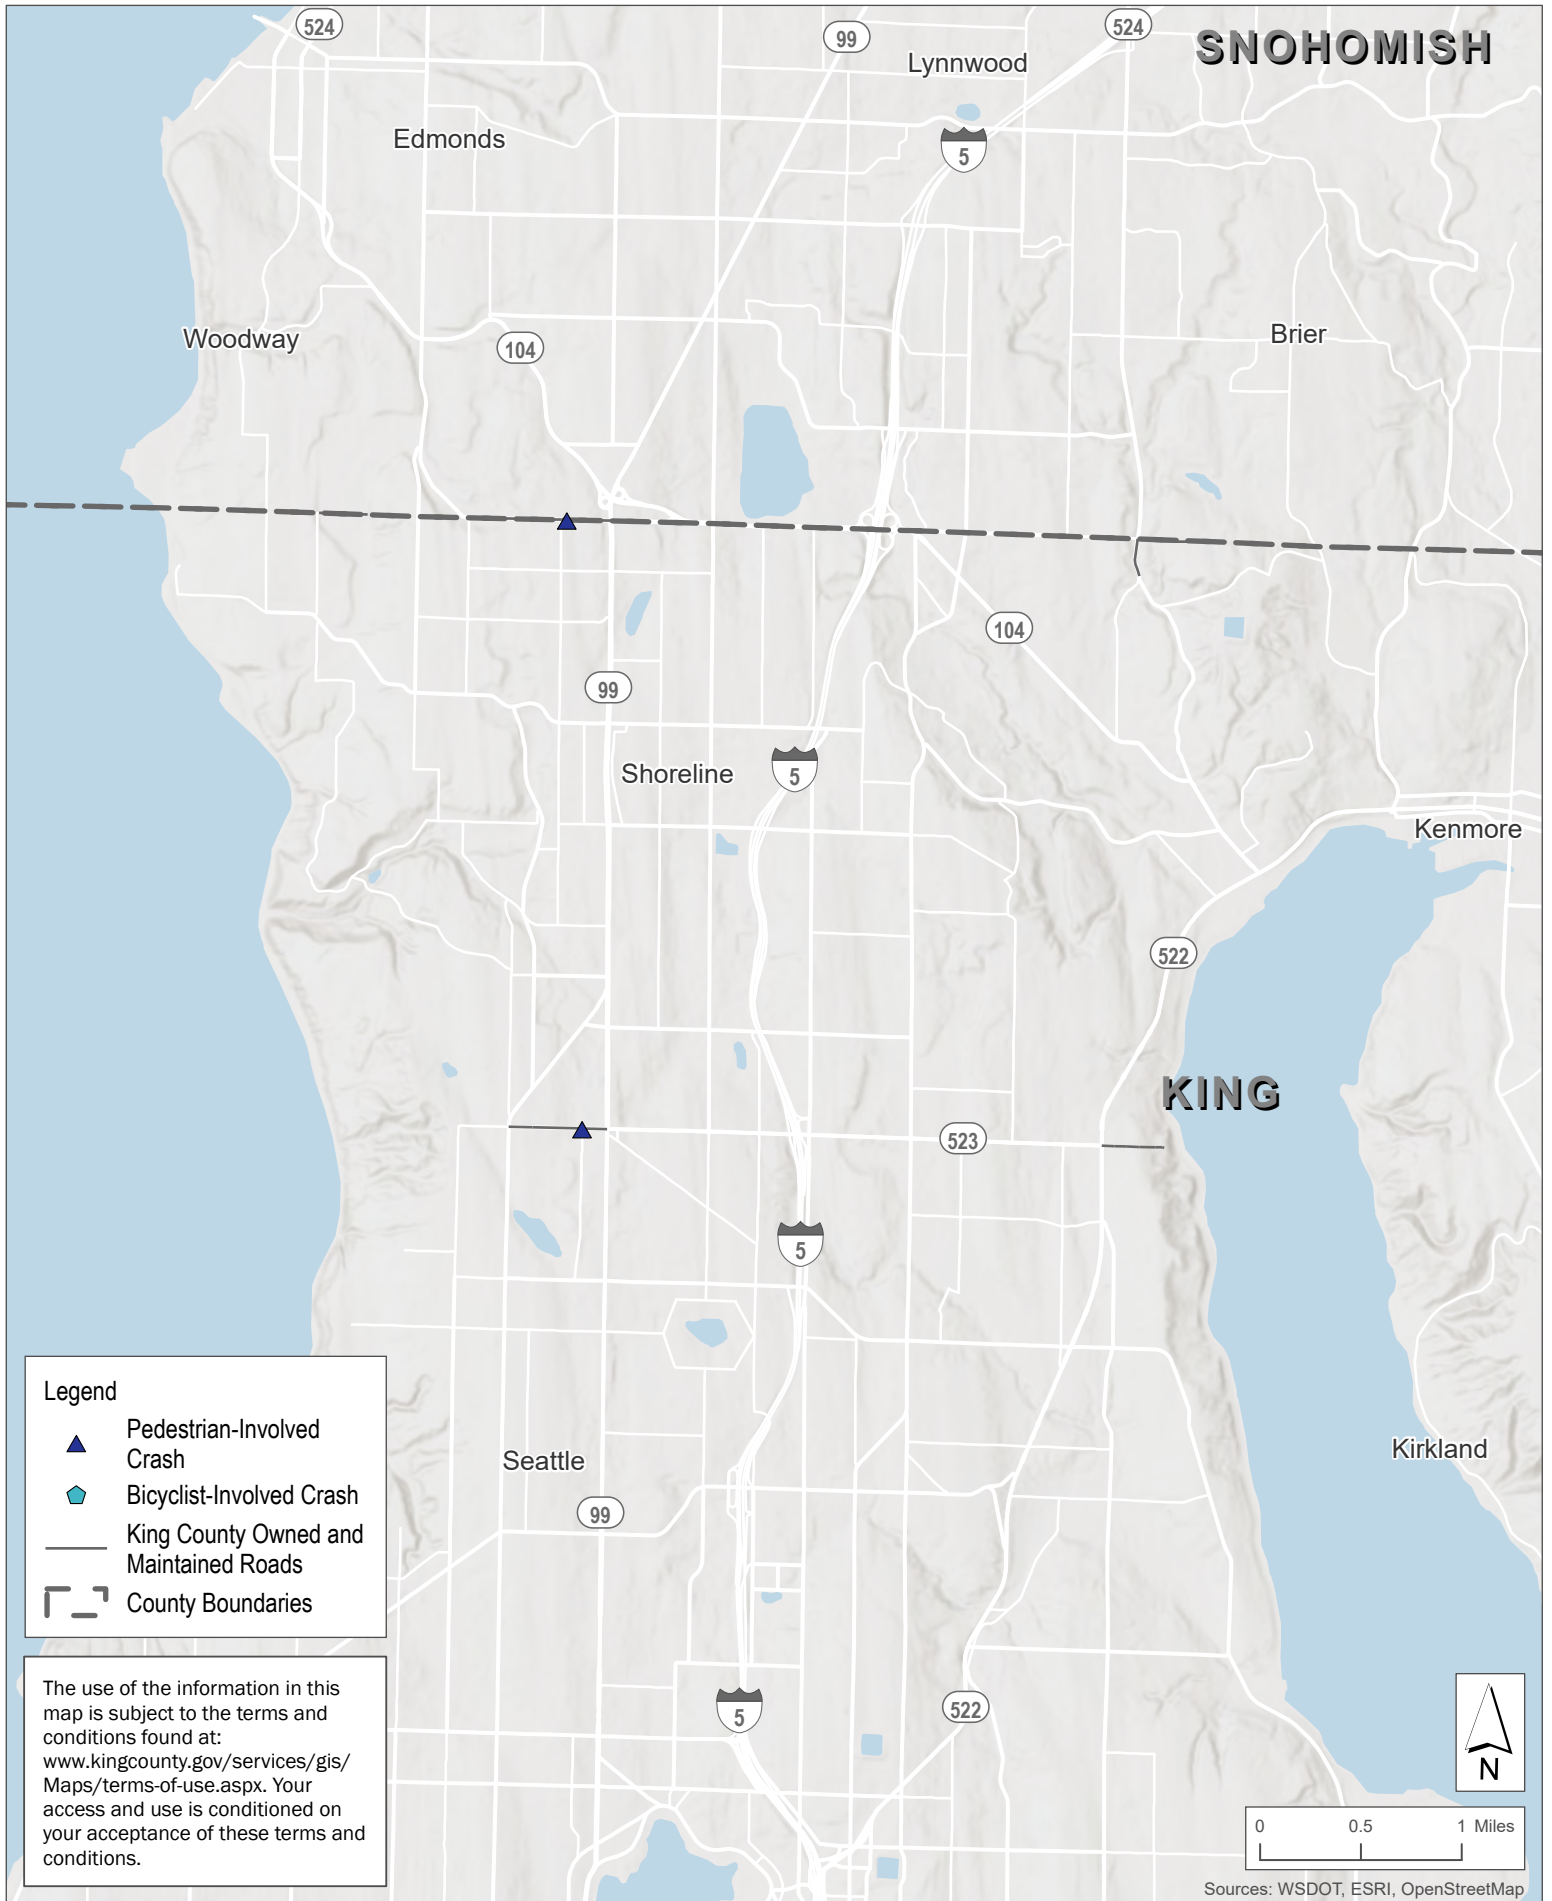 524
99
524
SNOHOMISH
Lynnwood
Edmonds
5
Woodway
104
Brier
104
99
Shoreline
5
Kenmore
522
KING
523
5
Legend
Pedestrian-Involved
Crash
Bicyclist-Involved Crash
King County Owned and
Maintained Roads
County Boundaries
Seattle
Kirkland
99
The use of the information in this
map is subject to the terms and
conditions found at:
www.kingcounty.gov/services/gis/
Maps/terms-of-use.aspx. Your
access and use is conditioned on
your acceptance of these terms and
conditions.
5
522
N
0 0.5 1 Miles
Sources: WSDOT, ESRI, OpenStreetMap